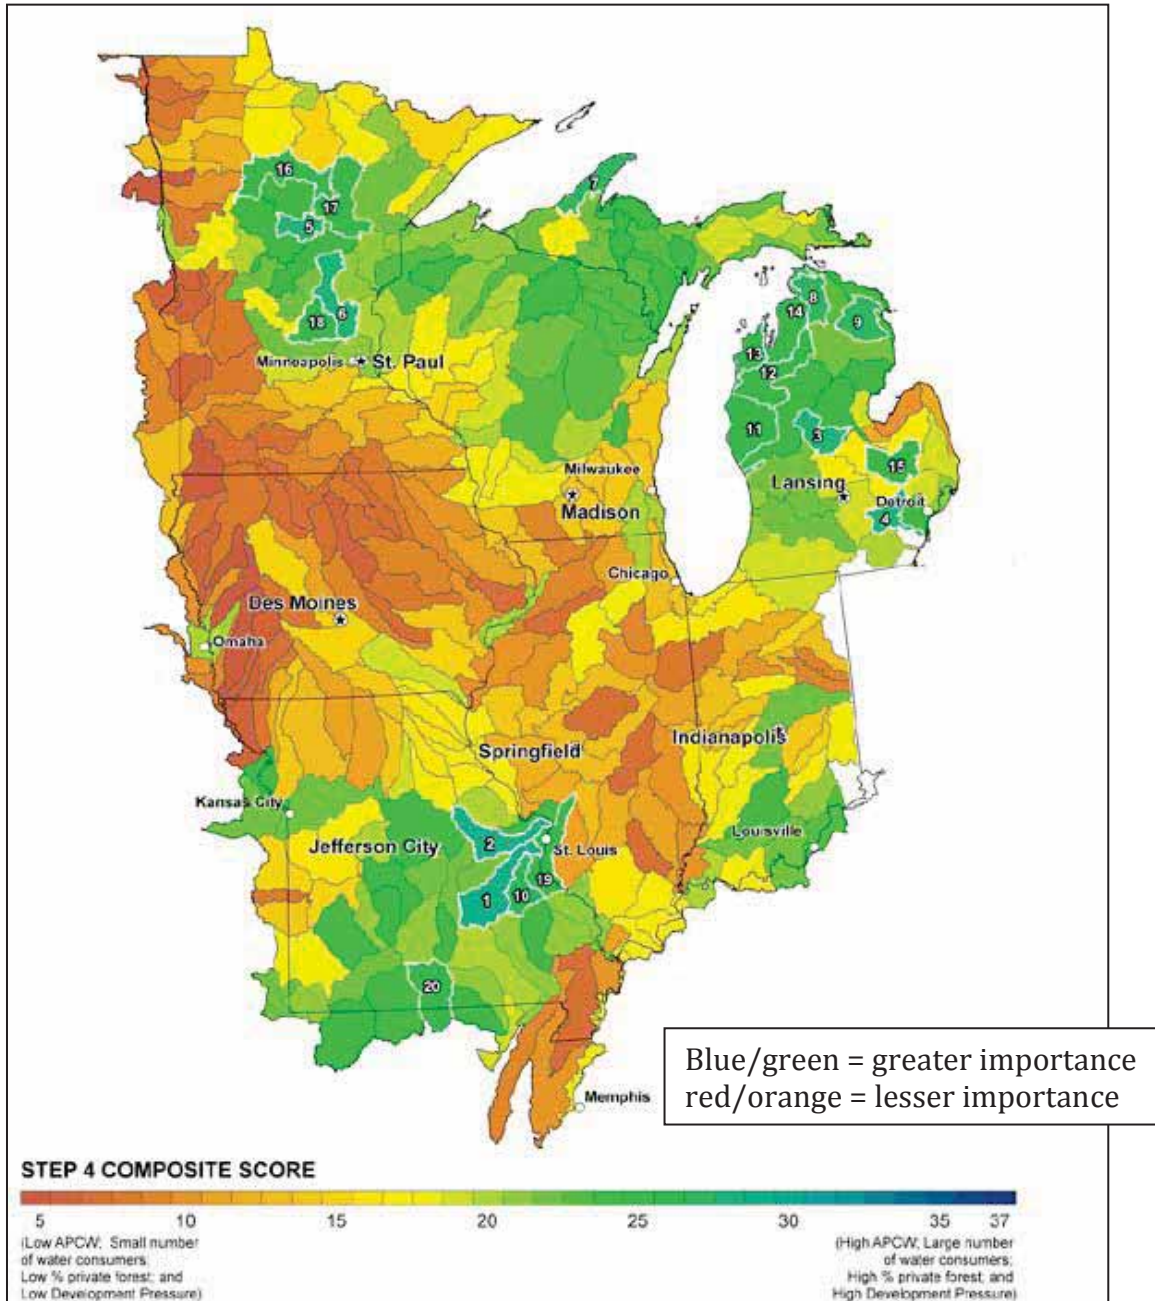 16
7
17
5
8
14
9
6
18
13
Minneapolis
St. Paul
12
11
3
15
Milwaukee
Lansing
Madison
Detroit
4
Chicago
Des Moines
Omaha
Springfield
Indianapolis
Kansas City
Louisville
Jefferson City
2
St. Louis
19
1
10
20
Blue/green = greater importance
red/orange = lesser importance
Memphis
STEP 4 COMPOSITE SCORE
5 10 15 20 25 30 35 37
(Low APCW; Small number
of water consumers;
Low % private forest; and
Low Development Pressure)
(High APCW; Large number
of water consumers;
High % private forest; and
High Development Pressure)